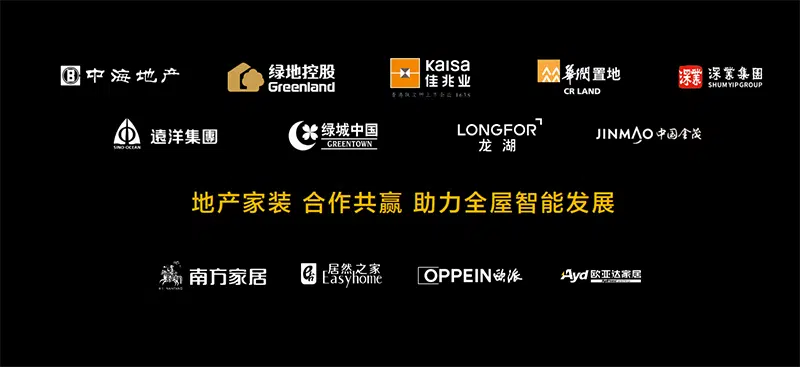 中海地产
绿地控股
Greenland
Kaisa
佳兆业
華潤置地
CR LAND
深業
深業集團
SHUM YIP GROUP
遠洋集團
SINO-OCEAN
绿城中国
GREENTOWN
LONGFOR
龙湖
JINMAO 中国金茂
地产家装 合作共赢 助力全屋智能发展
南方家居
居然之家
Easyhome
OPPEIN 欧派
Ayd 欧亚达家居